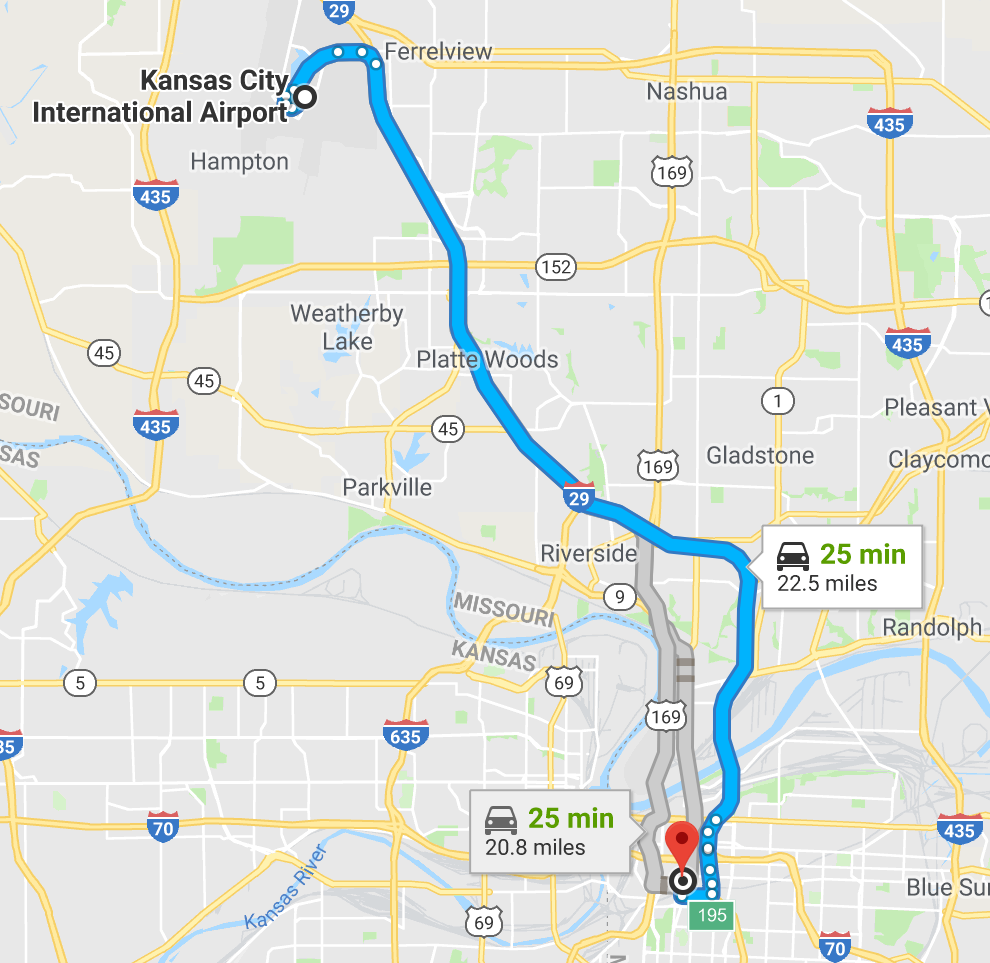 29
Ferrelview
Kansas City
International Airport
Nashua
435
Hampton
169
435
152
Weatherby
Lake
435
45
Platte Woods
45
1
Pleasant V
SOURI
435
45
SAS
Gladstone
Claycomo
169
Parkville
29
Riverside
25 min
22.5 miles
9
MISSOURI
Randolph
KANSAS
5
5
69
169
635
35
25 min
20.8 miles
70
435
Kansas River
Blue Sum
195
69
70